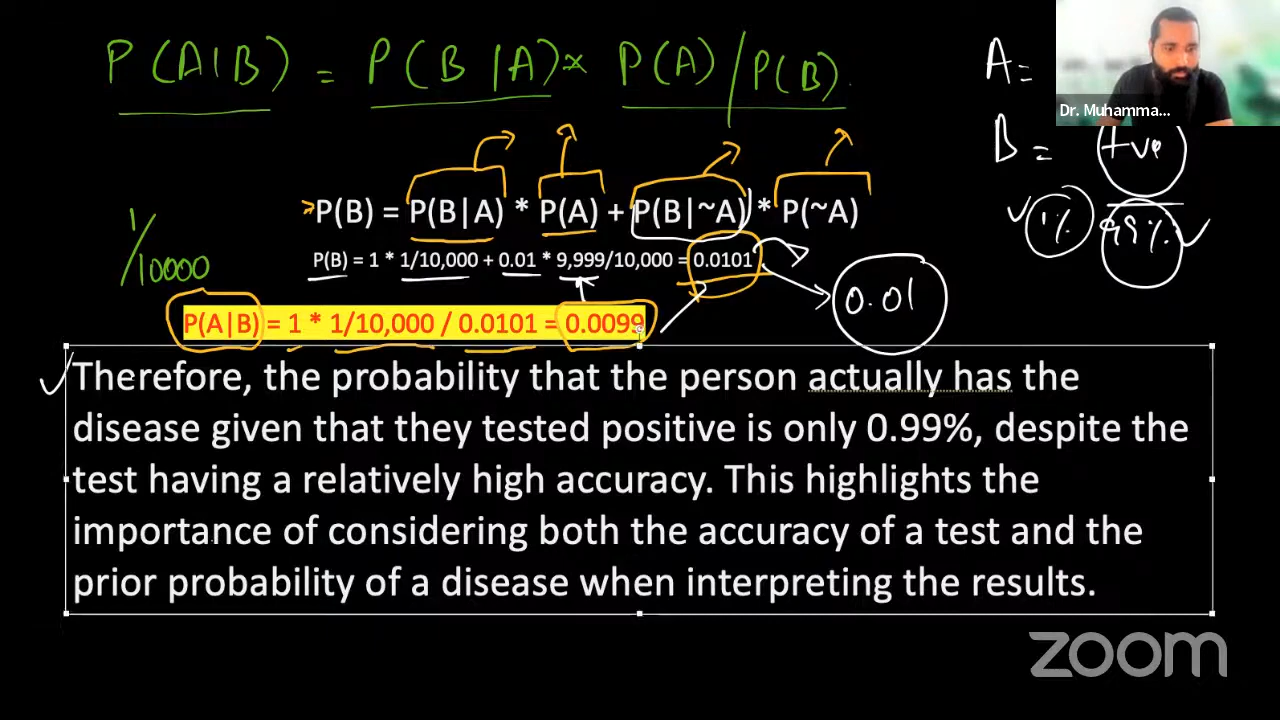 P(A|B) = P(B|A) × P(A)/P(B).
A=
Dr. Muhamma...
B = +ve
P(B) = P(B|A) * P(A) + P(B|~A) * P(~A)
1% 99%
1/10000
P(B) = 1 * 1/10,000 + 0.01 * 9,999/10,000 = 0.0101
0.01
P(A|B) = 1 * 1/10,000 / 0.0101 = 0.0099
Therefore, the probability that the person actually has the
disease given that they tested positive is only 0.99%, despite the
test having a relatively high accuracy. This highlights the
importance of considering both the accuracy of a test and the
prior probability of a disease when interpreting the results.
zoom